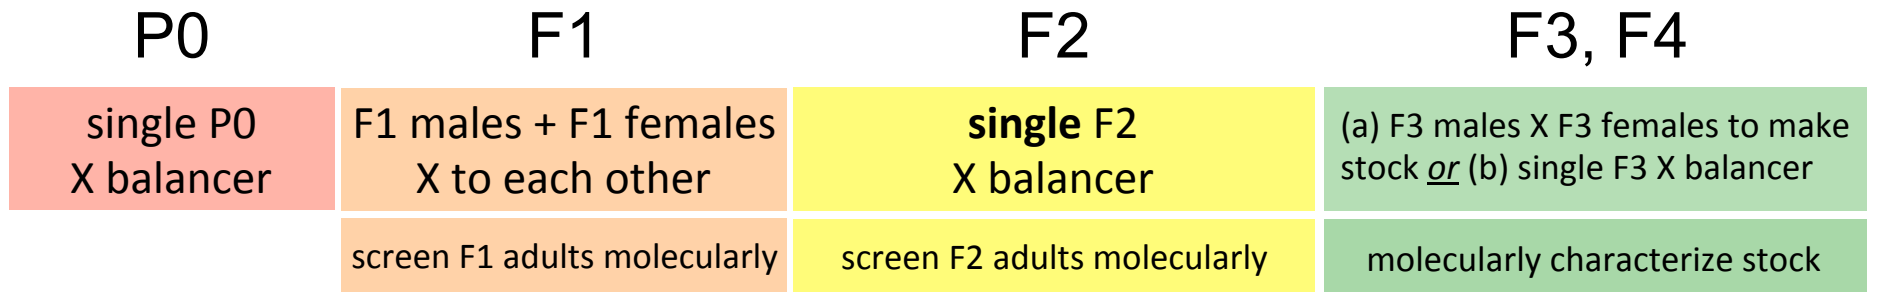 P0
F1
F2
F3, F4
single P0
X balancer
F1 males + F1 females
X to each other
single F2
X balancer
(a) F3 males X F3 females to make
stock or (b) single F3 X balancer
screen F1 adults molecularly
screen F2 adults molecularly
molecularly characterize stock